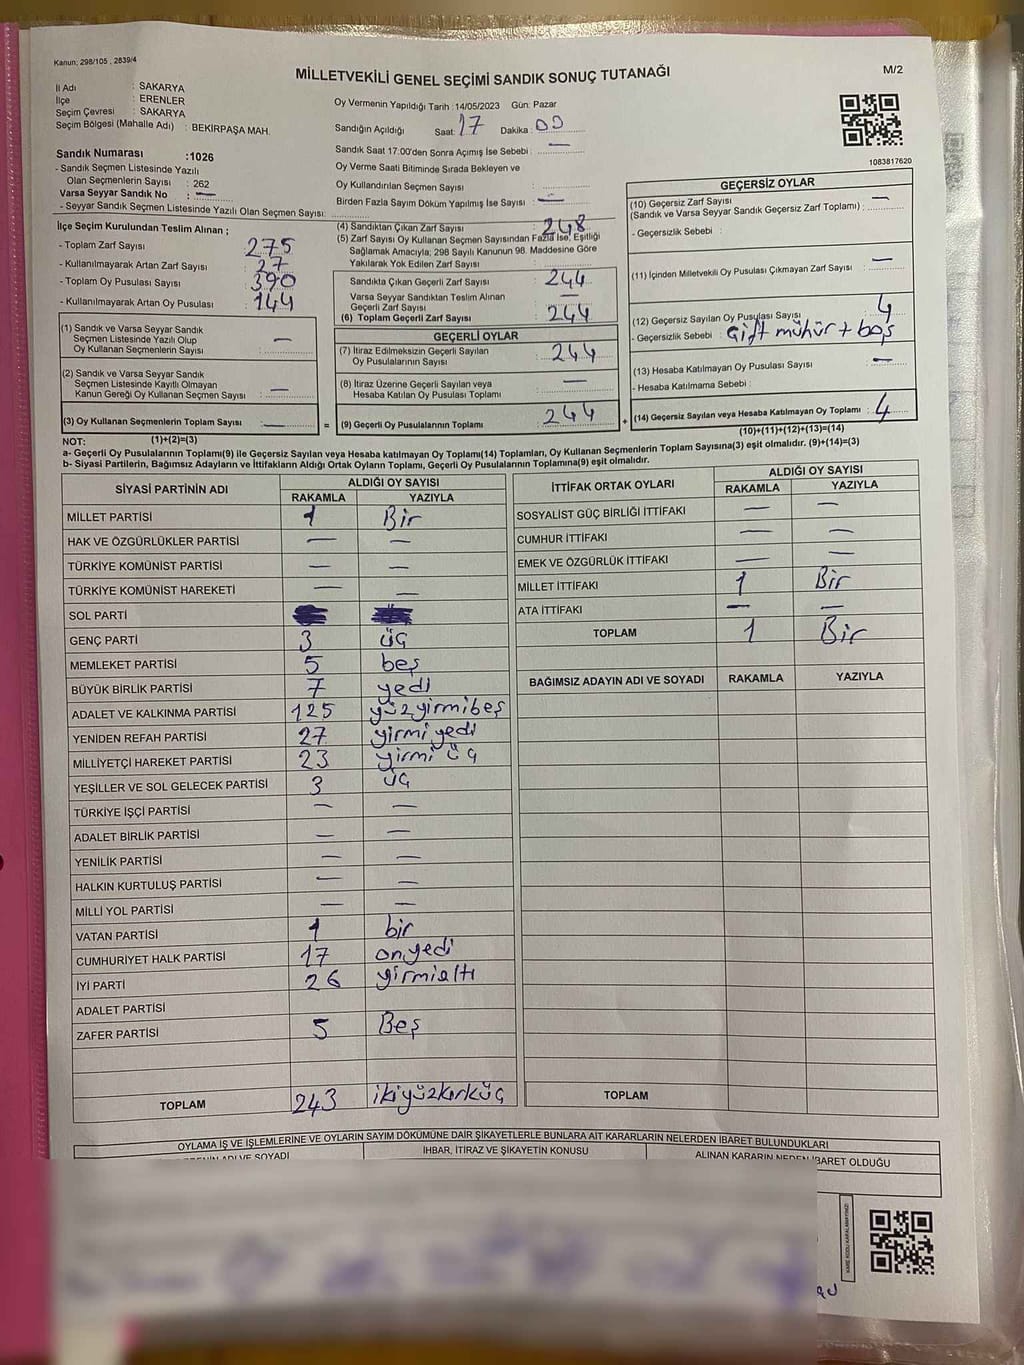 Kanun; 298/105 , 2839/4
MİLLETVEKİLİ GENEL SEÇİMİ SANDIK SONUÇ TUTANAĞI
M/2
İl Adı : SAKARYA
İlçe : ERENLER
Seçim Çevresi : SAKARYA
Seçim Bölgesi (Mahalle Adı) : BEKİRPAŞA MAH.
Oy Vermenin Yapıldığı Tarih : 14/05/2023 Gün: Pazar
Sandığın Açıldığı Saat: 17 Dakika : 00
Sandık Saat 17:00'den Sonra Açımış İse Sebebi : —
Oy Verme Saati Bitiminde Sırada Bekleyen ve
Oy Kullandırılan Seçmen Sayısı :
Birden Fazla Sayım Döküm Yapılmış İse Sayısı : —
1083817620
Sandık Numarası :1026
- Sandık Seçmen Listesinde Yazılı
Olan Seçmenlerin Sayısı : 262
Varsa Seyyar Sandık No : —
- Seyyar Sandık Seçmen Listesinde Yazılı Olan Seçmen Sayısı:
İlçe Seçim Kurulundan Teslim Alınan ;
- Toplam Zarf Sayısı 275
- Kullanılmayarak Artan Zarf Sayısı 27
- Toplam Oy Pusulası Sayısı 390
- Kullanılmayarak Artan Oy Pusulası : 144
(1) Sandık ve Varsa Seyyar Sandık
Seçmen Listesinde Yazılı Olup
Oy Kullanan Seçmenlerin Sayısı : —
(2) Sandık ve Varsa Seyyar Sandık
Seçmen Listesinde Kayıtlı Olmayan
Kanun Gereği Oy Kullanan Seçmen Sayısı : —
(3) Oy Kullanan Seçmenlerin Toplam Sayısı : —
(1)+(2)=(3)
(4) Sandıktan Çıkan Zarf Sayısı : 248
(5) Zarf Sayısı Oy Kullanan Seçmen Sayısından Fazla İse, Eşitliği
Sağlamak Amacıyla; 298 Sayılı Kanunun 98. Maddesine Göre
Yakılarak Yok Edilen Zarf Sayısı :
Sandıkta Çıkan Geçerli Zarf Sayısı : 244
Varsa Seyyar Sandıktan Teslim Alınan
Geçerli Zarf Sayısı : —
(6) Toplam Geçerli Zarf Sayısı : 244
GEÇERLİ OYLAR
(7) İtiraz Edilmeksizin Geçerli Sayılan
Oy Pusulalarının Sayısı : 244
(8) İtiraz Üzerine Geçerli Sayılan veya
Hesaba Katılan Oy Pusulası Toplamı : —
= (9) Geçerli Oy Pusulalarının Toplamı : 244 +
GEÇERSİZ OYLAR
(10) Geçersiz Zarf Sayısı
(Sandık ve Varsa Seyyar Sandık Geçersiz Zarf Toplamı) : —
- Geçersizlik Sebebi :
(11) İçinden Milletvekili Oy Pusulası Çıkmayan Zarf Sayısı : —
(12) Geçersiz Sayılan Oy Pusulası Sayısı : 4
- Geçersizlik Sebebi : Çift mühür + boş
(13) Hesaba Katılmayan Oy Pusulası Sayısı : —
- Hesaba Katılmama Sebebi :
(14) Geçersiz Sayılan veya Hesaba Katılmayan Oy Toplamı : 4
(10)+(11)+(12)+(13)=(14)
NOT:
a- Geçerli Oy Pusulalarının Toplamı(9) ile Geçersiz Sayılan veya Hesaba katılmayan Oy Toplamı(14) Toplamları, Oy Kullanan Seçmenlerin Toplam Sayısına(3) eşit olmalıdır. (9)+(14)=(3)
b- Siyasi Partilerin, Bağımsız Adayların ve İttifakların Aldığı Ortak Oyların Toplamı, Geçerli Oy Pusulalarının Toplamına(9) eşit olmalıdır.
SİYASİ PARTİNİN ADI ALDIĞI OY SAYISI
RAKAMLA YAZIYLA
MİLLET PARTİSİ 1 Bir
HAK VE ÖZGÜRLÜKLER PARTİSİ — —
TÜRKİYE KOMÜNİST PARTİSİ — —
TÜRKİYE KOMÜNİST HAREKETİ — —
SOL PARTİ
GENÇ PARTİ 3 üç
MEMLEKET PARTİSİ 5 beş
BÜYÜK BİRLİK PARTİSİ 7 yedi
ADALET VE KALKINMA PARTİSİ 125 yüzyirmibeş
YENİDEN REFAH PARTİSİ 27 yirmi yedi
MİLLİYETÇİ HAREKET PARTİSİ 23 yirmi üç
YEŞİLLER VE SOL GELECEK PARTİSİ 3 üç
TÜRKİYE İŞÇİ PARTİSİ — —
ADALET BİRLİK PARTİSİ — —
YENİLİK PARTİSİ — —
HALKIN KURTULUŞ PARTİSİ — —
MİLLİ YOL PARTİSİ — —
VATAN PARTİSİ 1 bir
CUMHURİYET HALK PARTİSİ 17 onyedi
İYİ PARTİ 26 yirmialtı
ADALET PARTİSİ
ZAFER PARTİSİ 5 Beş
TOPLAM 243 ikiyüzkırküç
İTTİFAK ORTAK OYLARI ALDIĞI OY SAYISI
RAKAMLA YAZIYLA
SOSYALİST GÜÇ BİRLİĞİ İTTİFAKI — —
CUMHUR İTTİFAKI — —
EMEK VE ÖZGÜRLÜK İTTİFAKI — —
MİLLET İTTİFAKI 1 Bir
ATA İTTİFAKI — —
TOPLAM 1 Bir
BAĞIMSIZ ADAYIN ADI VE SOYADI RAKAMLA YAZIYLA
TOPLAM
OYLAMA İŞ VE İŞLEMLERİNE VE OYLARIN SAYIM DÖKÜMÜNE DAİR ŞİKAYETLERLE BUNLARA AİT KARARLARIN NELERDEN İBARET BULUNDUKLARI
ADI VE SOYADI İHBAR, İTİRAZ VE ŞİKAYETİN KONUSU ALINAN KARARIN NEDEN İBARET OLDUĞU